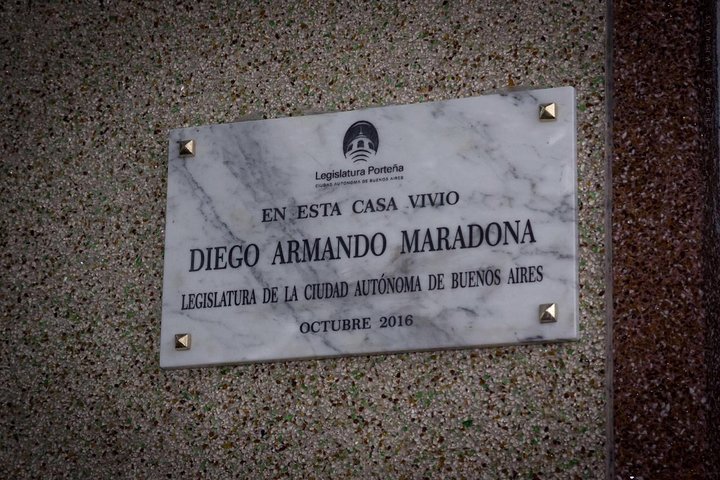 Legislatura Porteña
CIUDAD AUTÓNOMA DE BUENOS AIRES
EN ESTA CASA VIVIO
DIEGO ARMANDO MARADONA
LEGISLATURA DE LA CIUDAD AUTÓNOMA DE BUENOS AIRES
OCTUBRE 2016